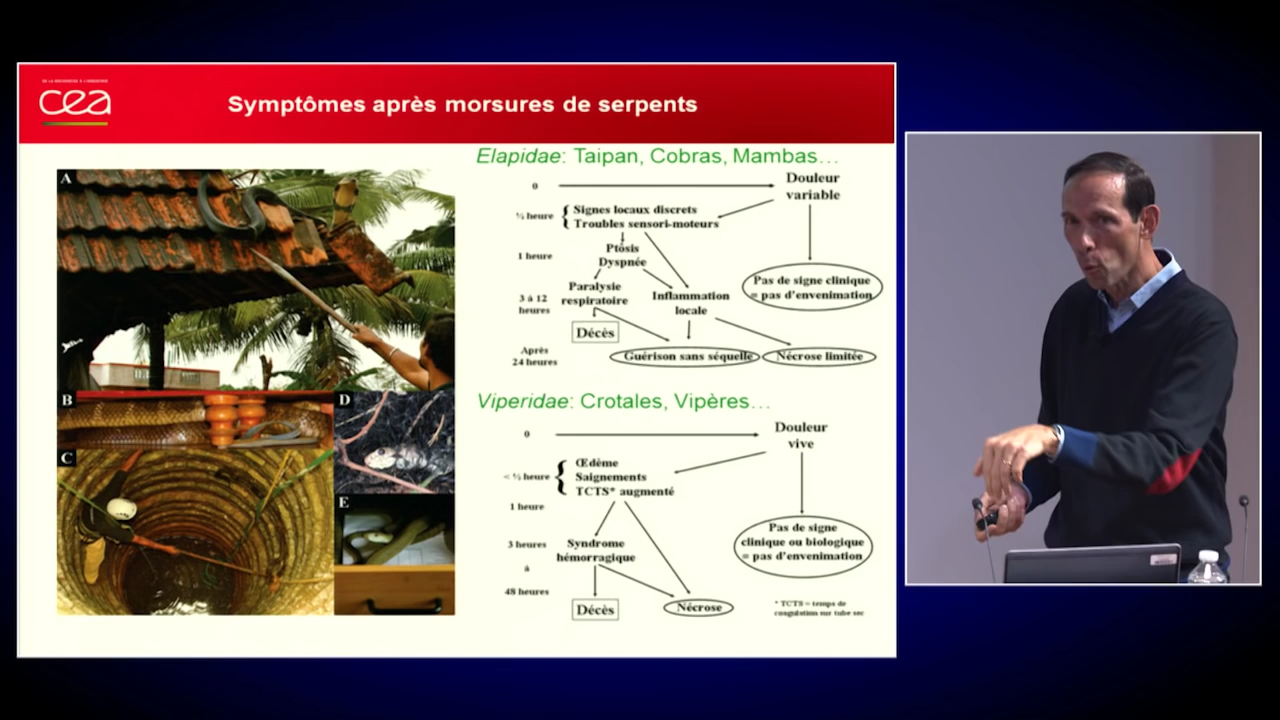 DE LA RECHERCHE À L'INDUSTRIE
cea
Symptômes après morsures de serpents
A
B
C
D
E
Elapidae: Taipan, Cobras, Mambas…
0
Douleur
variable
½ heure
{ Signes locaux discrets
Troubles sensori-moteurs
1 heure
Ptôsis
Dyspnée
Pas de signe clinique
= pas d'envenimation
3 à 12
heures
Paralysie
respiratoire
Inflammation
locale
Décès
Après
24 heures
Guérison sans séquelle
Nécrose limitée
Viperidae: Crotales, Vipères…
0
Douleur
vive
< ½ heure
{ Œdème
Saignements
TCTS* augmenté
1 heure
Pas de signe
clinique ou biologique
= pas d'envenimation
3 heures
à
48 heures
Syndrome
hémorragique
Décès
Nécrose
* TCTS = temps de
coagulation sur tube sec